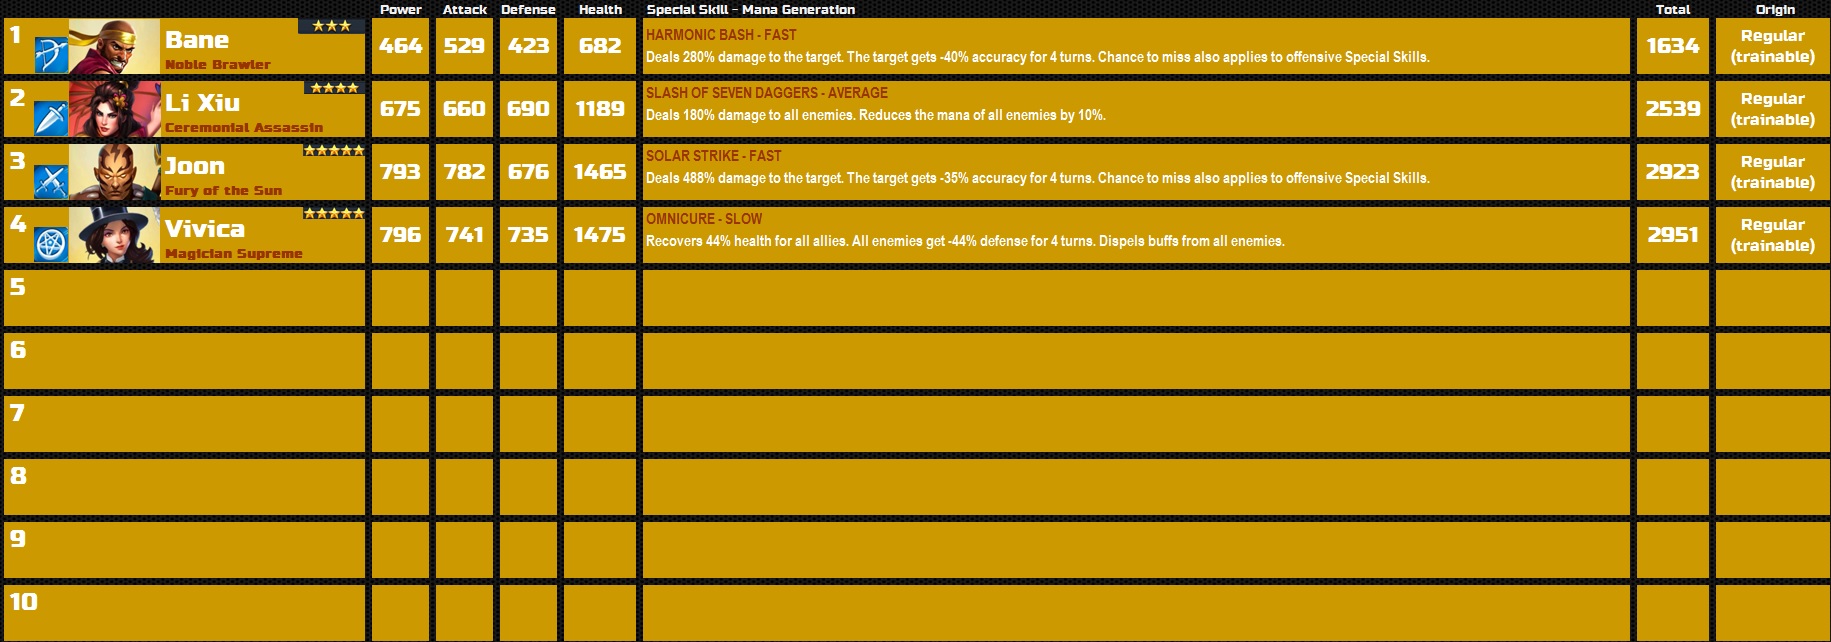 Power Attack Defense Health Special Skill - Mana Generation Total Origin
1 Bane 464 529 423 682 HARMONIC BASH - FAST 1634 Regular
Noble Brawler Deals 280% damage to the target. The target gets -40% accuracy for 4 turns. Chance to miss also applies to offensive Special Skills. (trainable)
2 Li Xiu 675 660 690 1189 SLASH OF SEVEN DAGGERS - AVERAGE 2539 Regular
Ceremonial Assassin Deals 180% damage to all enemies. Reduces the mana of all enemies by 10%. (trainable)
3 Joon 793 782 676 1465 SOLAR STRIKE - FAST 2923 Regular
Fury of the Sun Deals 488% damage to the target. The target gets -35% accuracy for 4 turns. Chance to miss also applies to offensive Special Skills. (trainable)
4 Vivica 796 741 735 1475 OMNICURE - SLOW 2951 Regular
Magician Supreme Recovers 44% health for all allies. All enemies get -44% defense for 4 turns. Dispels buffs from all enemies. (trainable)
5
6
7
8
9
10